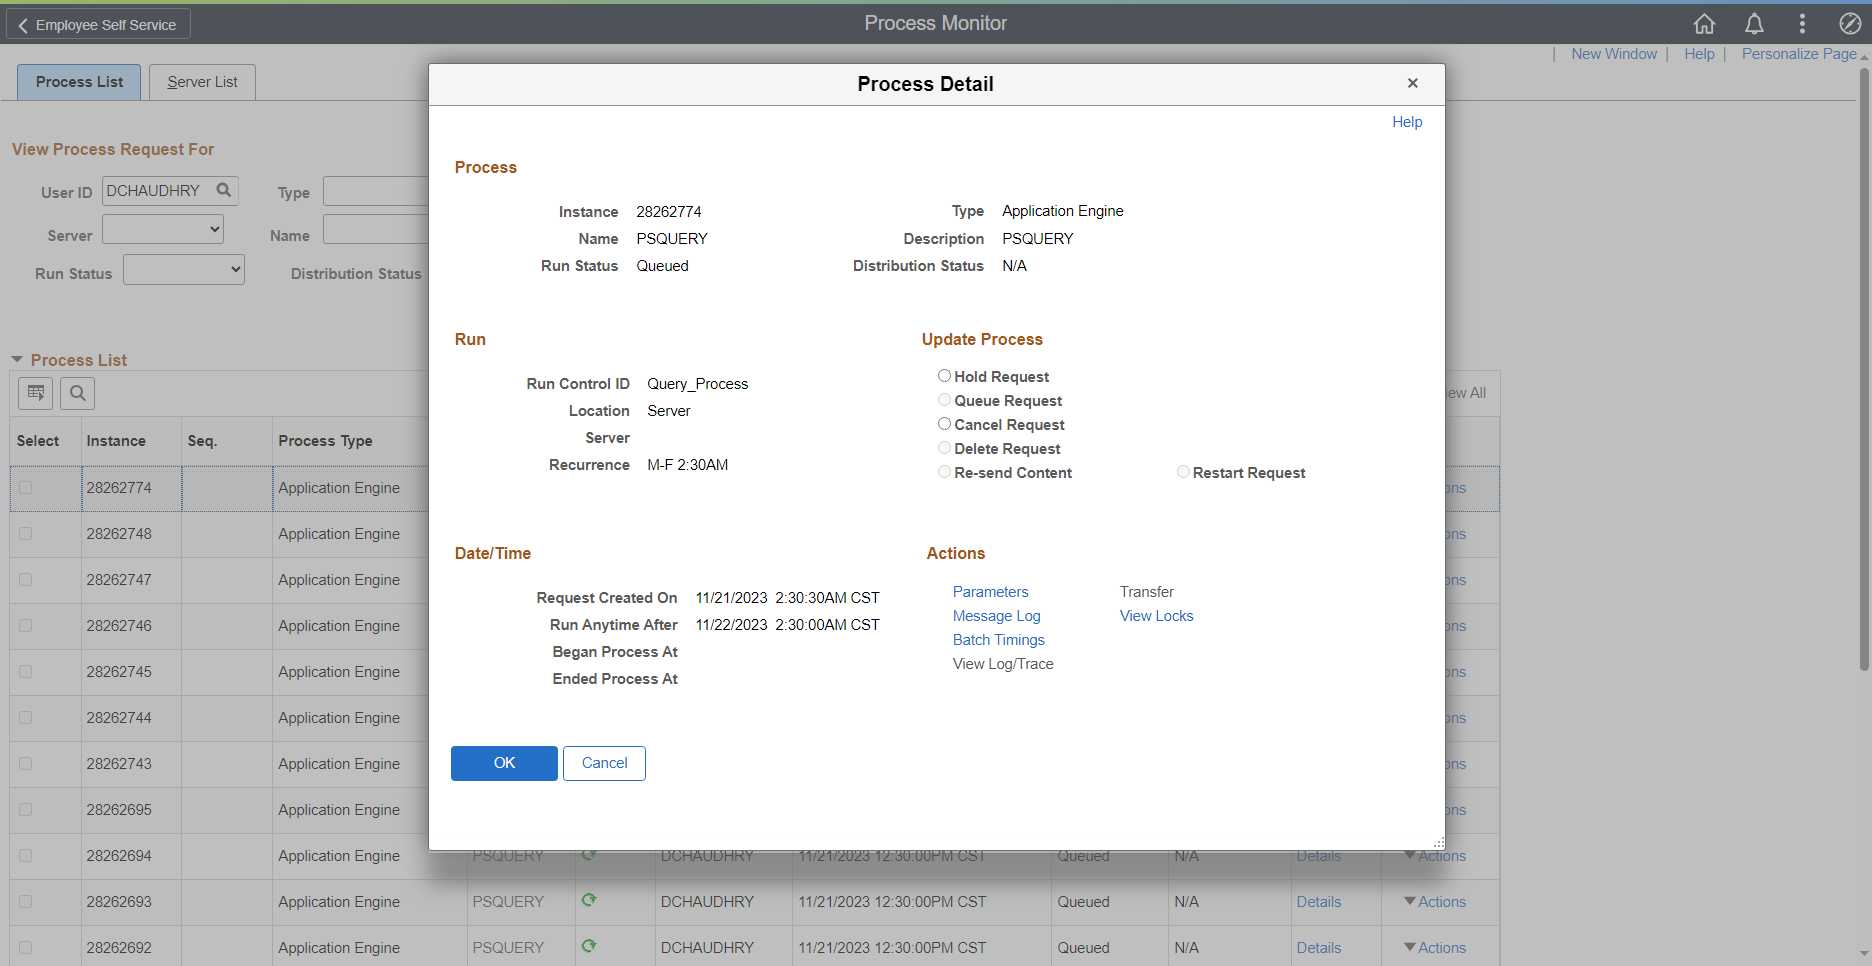 Employee Self Service
Process Monitor
New Window
Help
Personalize Page
Process List
Server List
View Process Request For
User ID DCHAUDHRY
Type
Server
Name
Run Status
Distribution Status
Process List
Select Instance Seq. Process Type
28262774 Application Engine
28262748 Application Engine
28262747 Application Engine
28262746 Application Engine
28262745 Application Engine
28262744 Application Engine
28262743 Application Engine
28262695 Application Engine
28262694 Application Engine PSQUERY DCHAUDHRY 11/21/2023 12:30:00PM CST Queued N/A Details Actions
28262693 Application Engine PSQUERY DCHAUDHRY 11/21/2023 12:30:00PM CST Queued N/A Details Actions
28262692 Application Engine PSQUERY DCHAUDHRY 11/21/2023 12:30:00PM CST Queued N/A Details Actions
ew All
ons
ons
ons
ons
ons
ons
ons
ons
Process Detail
×
Help
Process
Instance 28262774
Type Application Engine
Name PSQUERY
Description PSQUERY
Run Status Queued
Distribution Status N/A
Run
Run Control ID Query_Process
Location Server
Server
Recurrence M-F 2:30AM
Update Process
Hold Request
Queue Request
Cancel Request
Delete Request
Re-send Content
Restart Request
Date/Time
Request Created On 11/21/2023 2:30:30AM CST
Run Anytime After 11/22/2023 2:30:00AM CST
Began Process At
Ended Process At
Actions
Parameters
Transfer
Message Log
View Locks
Batch Timings
View Log/Trace
OK
Cancel